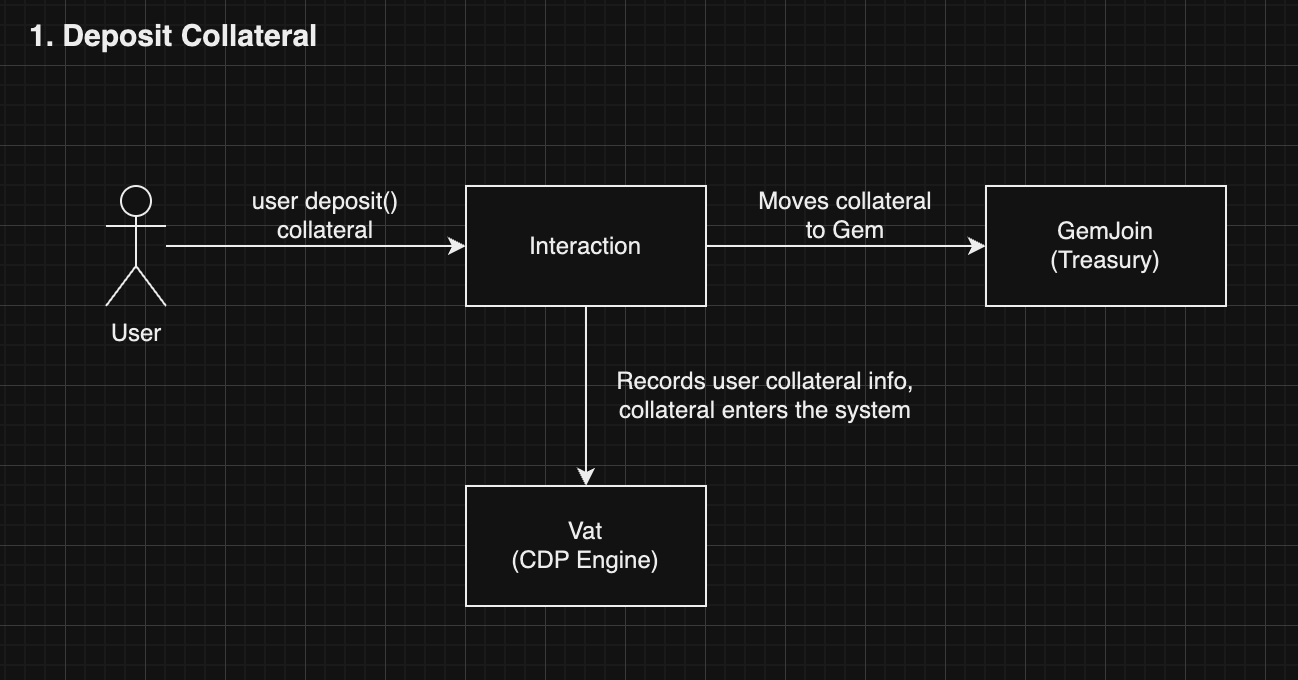 1. Deposit Collateral
user deposit()
collateral
Interaction
Moves collateral
to Gem
GemJoin
(Treasury)
User
Records user collateral info,
collateral enters the system
Vat
(CDP Engine)